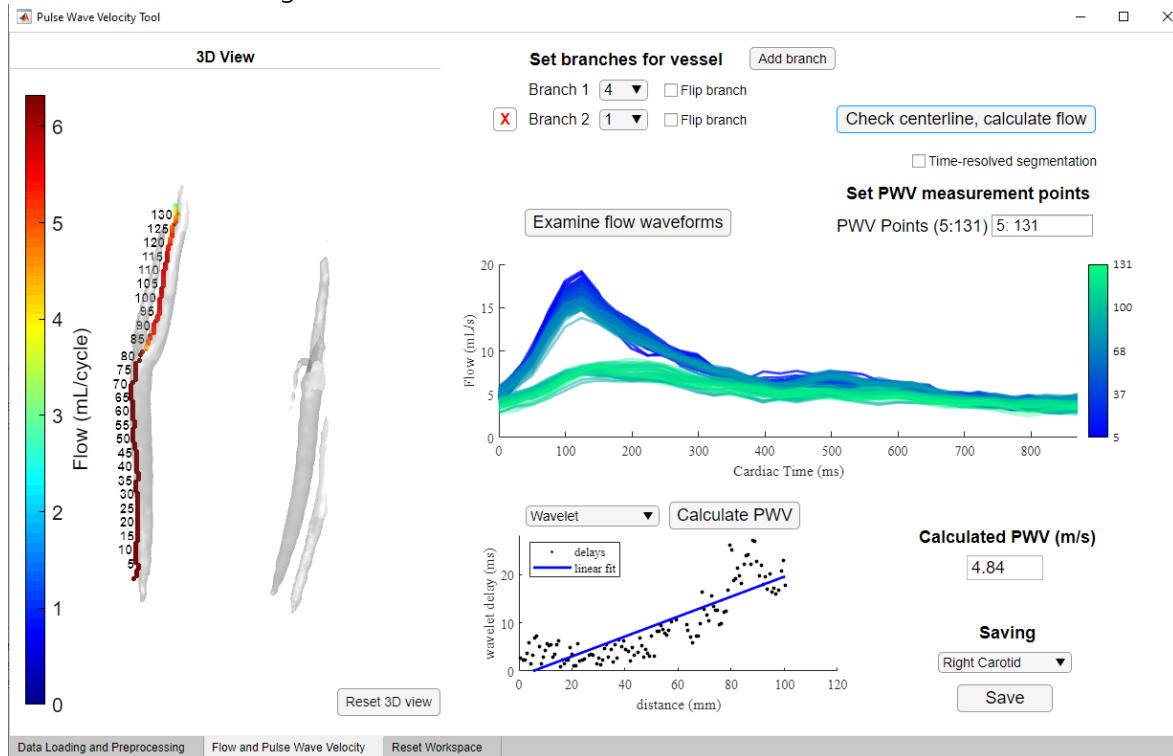 Pulse Wave Velocity Tool
3D View
6
5
4
3
2
1
0
Flow (mL/cycle)
130
125
120
115
110
105
100
95
90
85
80
75
70
65
60
55
50
45
40
35
30
25
20
15
10
5
Reset 3D view
Set branches for vessel
Add branch
Branch 1 4 Flip branch
X Branch 2 1 Flip branch
Check centerline, calculate flow
Time-resolved segmentation
Set PWV measurement points
PWV Points (5:131) 5: 131
Examine flow waveforms
20
15
10
5
0
Flow (mL/s)
0 100 200 300 400 500 600 700 800
Cardiac Time (ms)
131
100
68
37
5
Wavelet
Calculate PWV
delays
linear fit
20
10
0
wavelet delay (ms)
0 20 40 60 80 100 120
distance (mm)
Calculated PWV (m/s)
4.84
Saving
Right Carotid
Save
Data Loading and Preprocessing Flow and Pulse Wave Velocity Reset Workspace